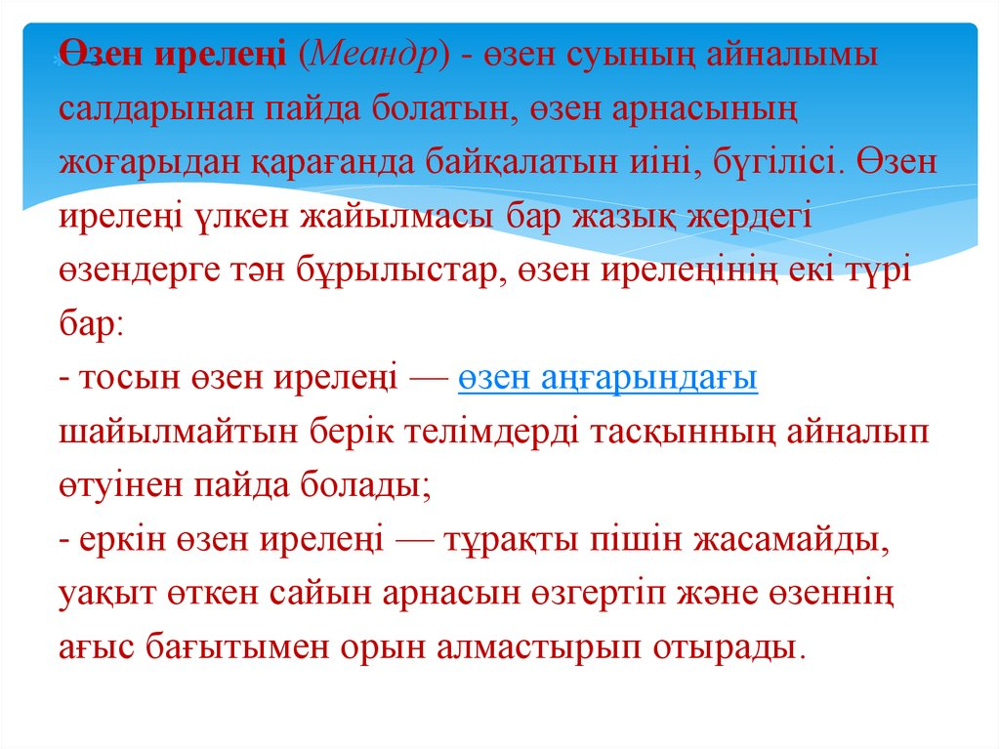 Өзен ирелеңі (Меандр) - өзен суының айналымы
салдарынан пайда болатын, өзен арнасының
жоғарыдан қарағанда байқалатын иіні, бүгілісі. Өзен
ирелеңі үлкен жайылмасы бар жазық жердегі
өзендерге тән бұрылыстар, өзен ирелеңінің екі түрі
бар:
- тосын өзен ирелеңі — өзен аңғарындағы
шайылмайтын берік телімдерді тасқынның айналып
өтуінен пайда болады;
- еркін өзен ирелеңі — тұрақты пішін жасамайды,
уақыт өткен сайын арнасын өзгертіп және өзеннің
ағыс бағытымен орын алмастырып отырады.